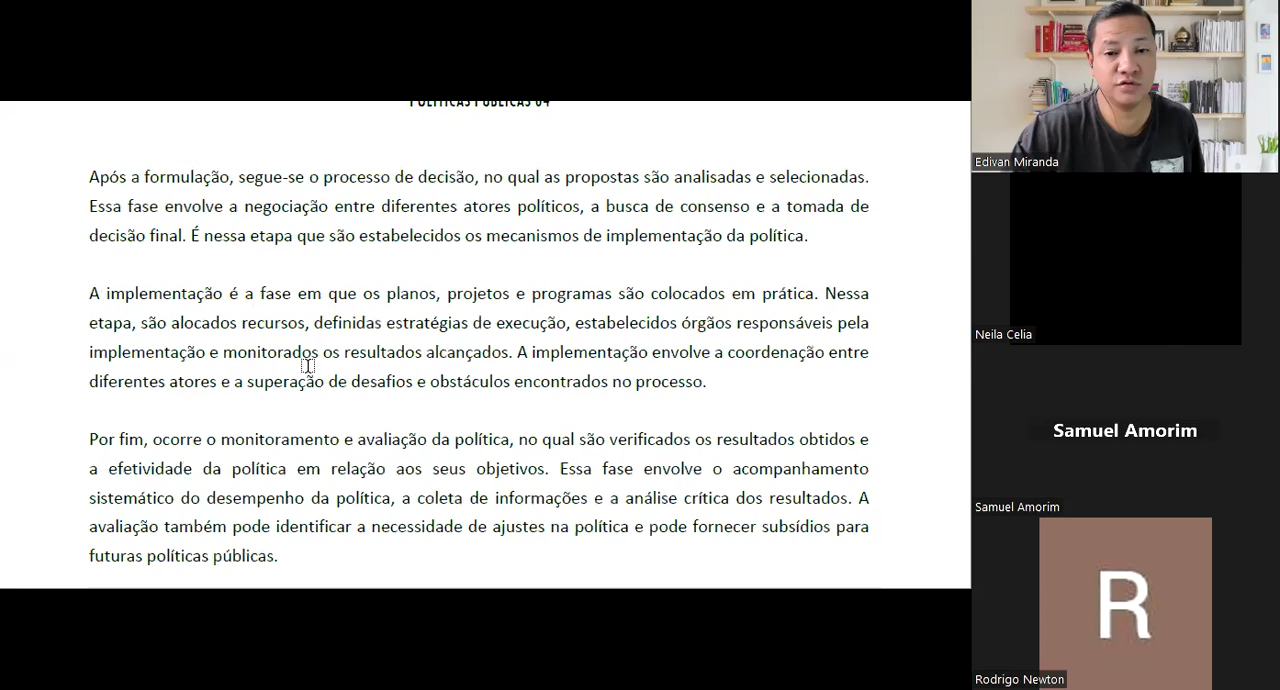 POLÍTICAS PÚBLICAS 04
Após a formulação, segue-se o processo de decisão, no qual as propostas são analisadas e selecionadas.
Essa fase envolve a negociação entre diferentes atores políticos, a busca de consenso e a tomada de
decisão final. É nessa etapa que são estabelecidos os mecanismos de implementação da política.
A implementação é a fase em que os planos, projetos e programas são colocados em prática. Nessa
etapa, são alocados recursos, definidas estratégias de execução, estabelecidos órgãos responsáveis pela
implementação e monitorados os resultados alcançados. A implementação envolve a coordenação entre
diferentes atores e a superação de desafios e obstáculos encontrados no processo.
Por fim, ocorre o monitoramento e avaliação da política, no qual são verificados os resultados obtidos e
a efetividade da política em relação aos seus objetivos. Essa fase envolve o acompanhamento
sistemático do desempenho da política, a coleta de informações e a análise crítica dos resultados. A
avaliação também pode identificar a necessidade de ajustes na política e pode fornecer subsídios para
futuras políticas públicas.
Edivan Miranda
Neila Celia
Samuel Amorim
Samuel Amorim
R
Rodrigo Newton